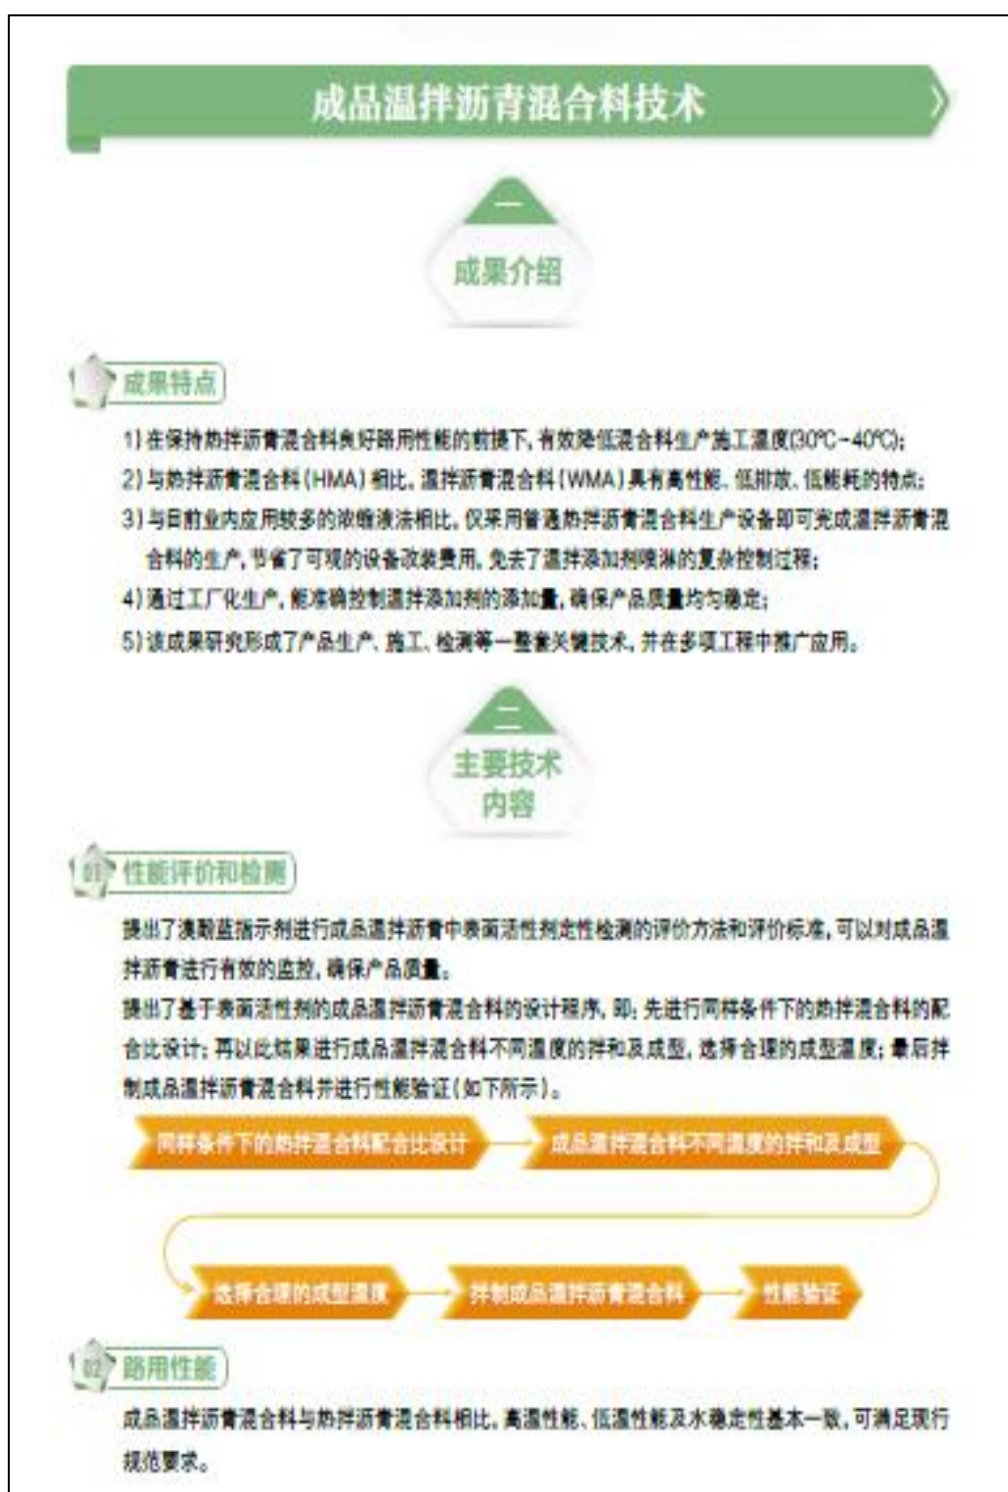 成品温拌沥青混合料技术
一
成果介绍
成果特点
1)在保持热拌沥青混合料良好路用性能的前提下,有效降低混合料生产施工温度(30℃~40℃);
2)与热拌沥青混合料(HMA)相比,温拌沥青混合料(WMA)具有高性能、低排放、低能耗的特点;
3)与目前业内应用较多的浓缩液法相比,仅采用普通热拌沥青混合料生产设备即可完成温拌沥青混
合料的生产,节省了可观的设备改装费用,免去了温拌添加剂喷淋的复杂控制过程;
4)通过工厂化生产,能准确控制温拌添加剂的添加量,确保产品质量均匀稳定;
5)该成果研究形成了产品生产、施工、检测等一整套关键技术,并在多项工程中推广应用。
二
主要技术
内容
01 性能评价和检测
提出了溴酚蓝指示剂进行成品温拌沥青中表面活性剂定性检测的评价方法和评价标准,可以对成品温
拌沥青进行有效的监控,确保产品质量。
提出了基于表面活性剂的成品温拌沥青混合料的设计程序,即:先进行同样条件下的热拌混合料的配
合比设计;再以此结果进行成品温拌混合料不同温度的拌和及成型,选择合理的成型温度;最后拌
制成品温拌沥青混合料并进行性能验证(如下所示)。
同样条件下的热拌混合料配合比设计
成品温拌混合料不同温度的拌和及成型
选择合理的成型温度
拌制成品温拌沥青混合料
性能验证
02 路用性能
成品温拌沥青混合料与热拌沥青混合料相比,高温性能、低温性能及水稳定性基本一致,可满足现行
规范要求。